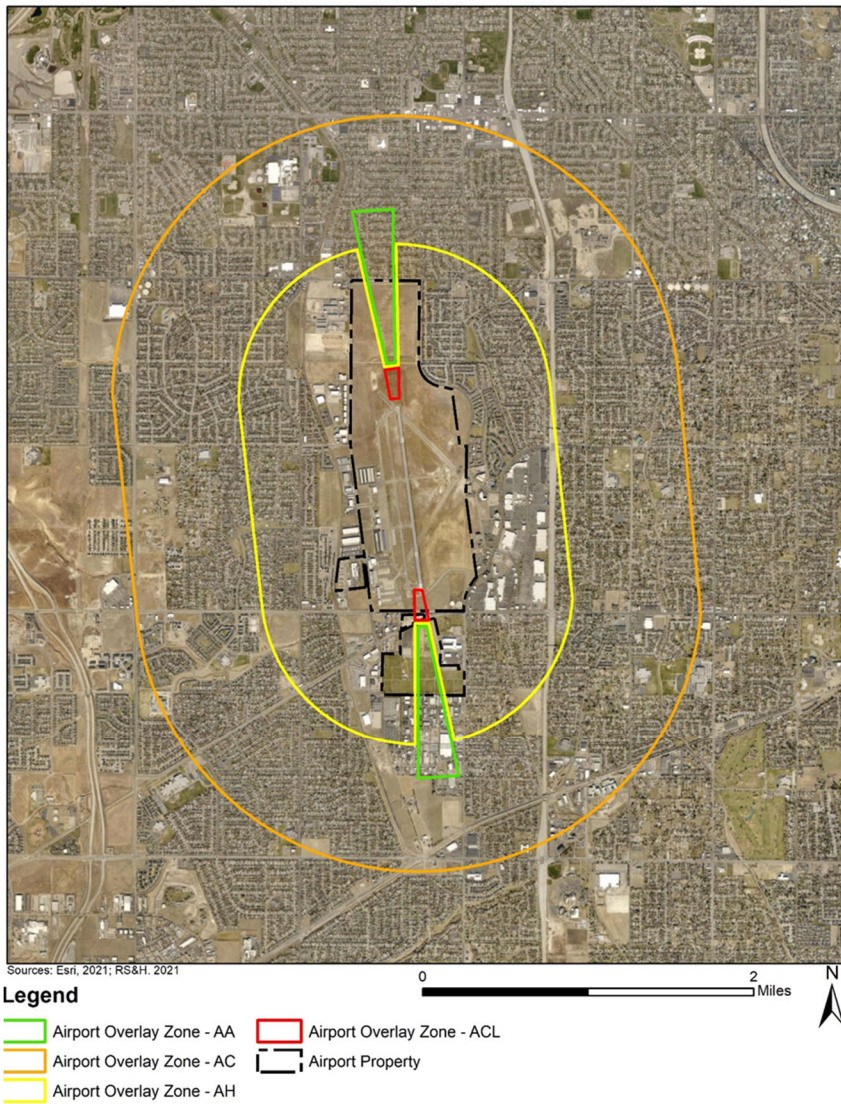 Sources: Esri, 2021; RS&H. 2021
0 2 Miles
N
Legend
Airport Overlay Zone - AA
Airport Overlay Zone - ACL
Airport Overlay Zone - AC
Airport Property
Airport Overlay Zone - AH